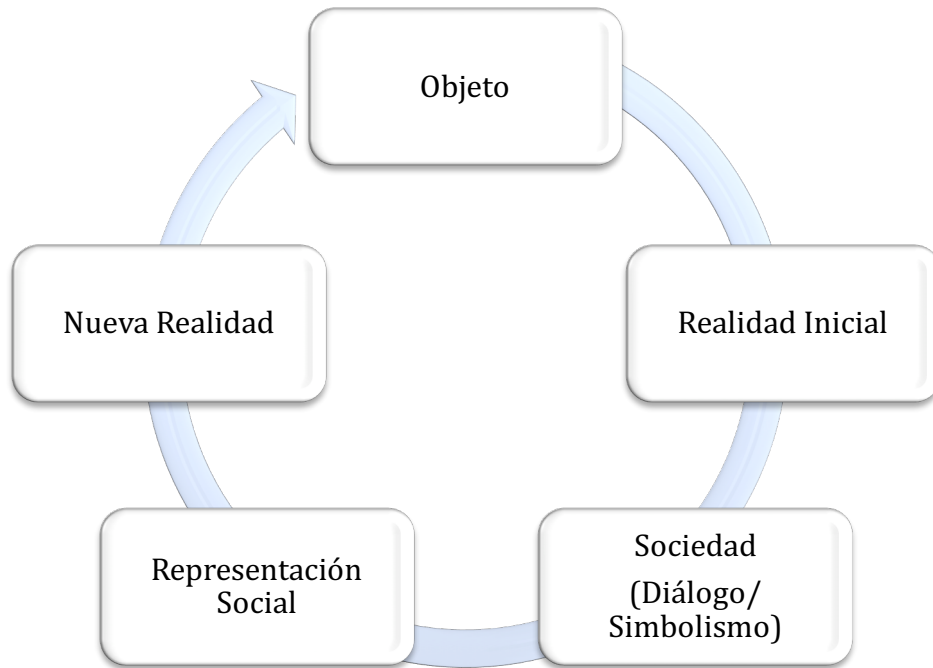 Objeto
Realidad Inicial
Sociedad
(Diálogo/
Simbolismo)
Representación
Social
Nueva Realidad